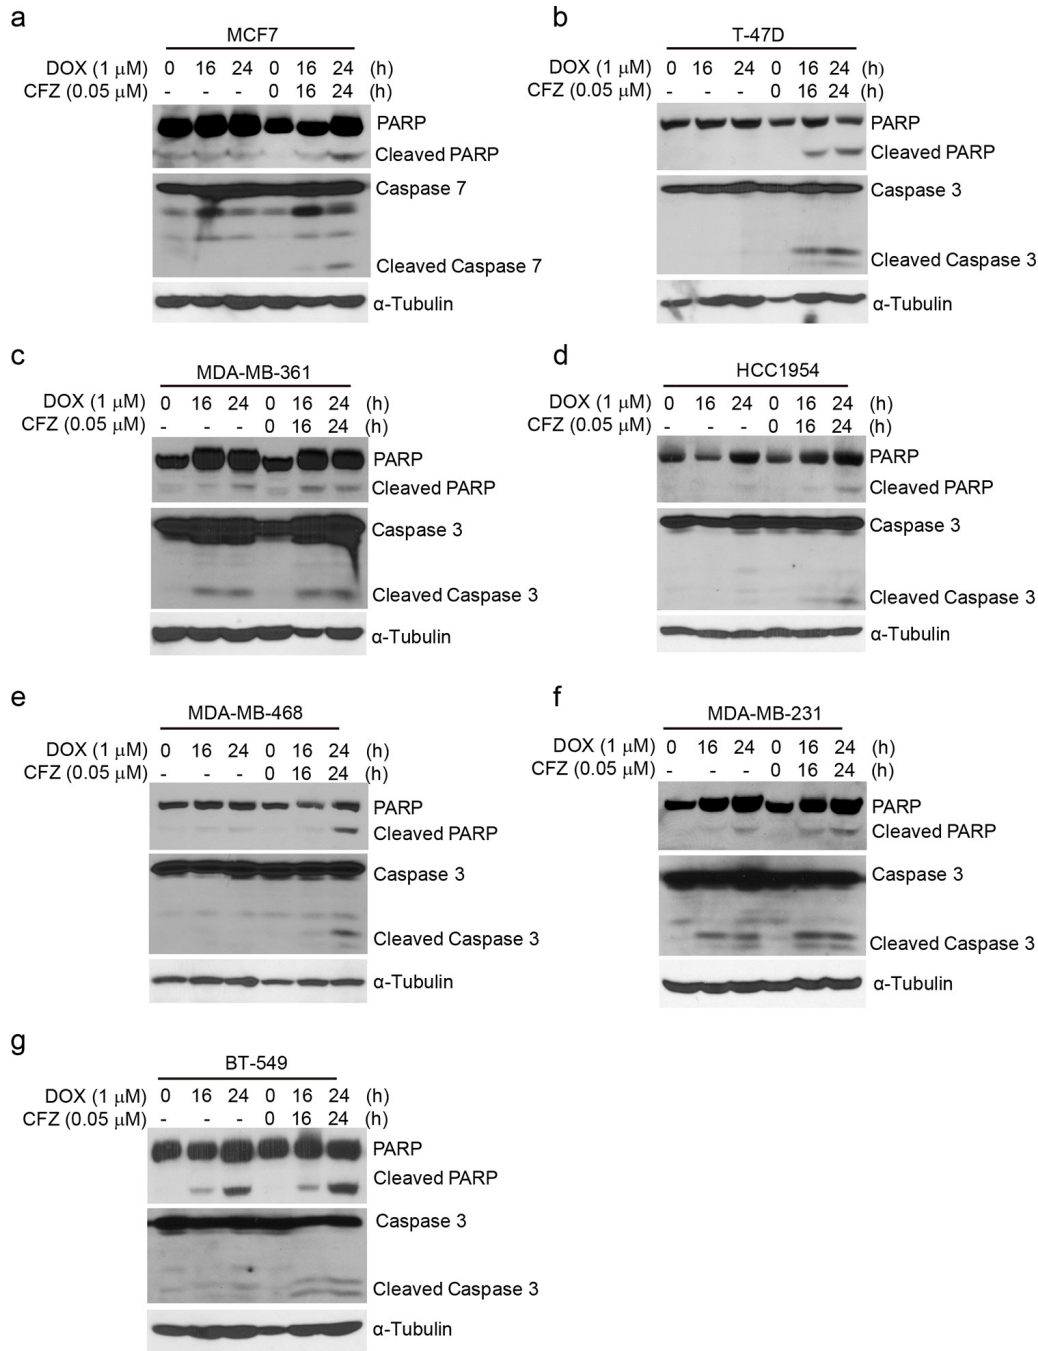 a
MCF7
DOX (1 μM) 0 16 24 0 16 24 (h)
CFZ (0.05 μM) - - - 0 16 24 (h)
PARP
Cleaved PARP
Caspase 7
Cleaved Caspase 7
α-Tubulin
b
T-47D
DOX (1 μM) 0 16 24 0 16 24 (h)
CFZ (0.05 μM) - - - 0 16 24 (h)
PARP
Cleaved PARP
Caspase 3
Cleaved Caspase 3
α-Tubulin
c
MDA-MB-361
DOX (1 μM) 0 16 24 0 16 24 (h)
CFZ (0.05 μM) - - - 0 16 24 (h)
PARP
Cleaved PARP
Caspase 3
Cleaved Caspase 3
α-Tubulin
d
HCC1954
DOX (1 μM) 0 16 24 0 16 24 (h)
CFZ (0.05 μM) - - - 0 16 24 (h)
PARP
Cleaved PARP
Caspase 3
Cleaved Caspase 3
α-Tubulin
e
MDA-MB-468
DOX (1 μM) 0 16 24 0 16 24 (h)
CFZ (0.05 μM) - - - 0 16 24 (h)
PARP
Cleaved PARP
Caspase 3
Cleaved Caspase 3
α-Tubulin
f
MDA-MB-231
DOX (1 μM) 0 16 24 0 16 24 (h)
CFZ (0.05 μM) - - - 0 16 24 (h)
PARP
Cleaved PARP
Caspase 3
Cleaved Caspase 3
α-Tubulin
g
BT-549
DOX (1 μM) 0 16 24 0 16 24 (h)
CFZ (0.05 μM) - - - 0 16 24 (h)
PARP
Cleaved PARP
Caspase 3
Cleaved Caspase 3
α-Tubulin